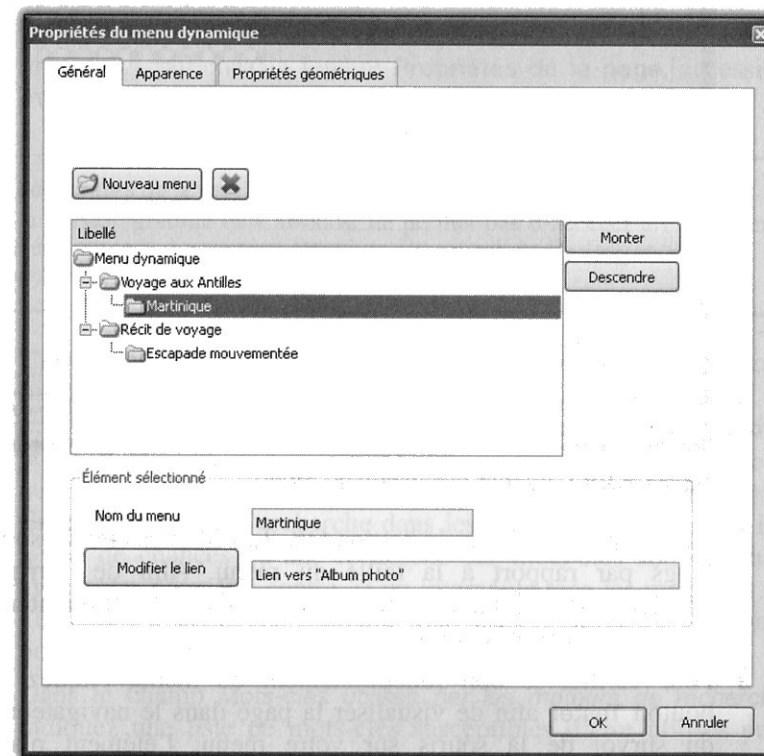 Propriétés du menu dynamique
Général Apparence Propriétés géométriques
Nouveau menu
Libellé
Monter
Menu dynamique
Voyage aux Antilles
Descendre
Martinique
Récit de voyage
Escapade mouvementée
Élément sélectionné
Nom du menu Martinique
Modifier le lien Lien vers "Album photo"
OK Annuler